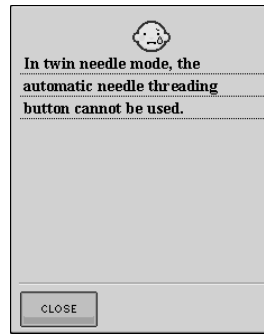 In twin needle mode, the
automatic needle threading
button cannot be used.
CLOSE